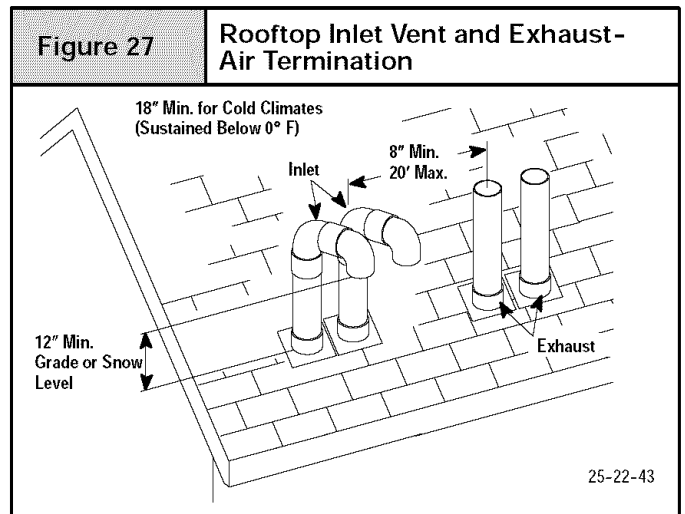 Figure 27
Rooftop Inlet Vent and Exhaust-
Air Termination
18" Min. for Cold Climates
(Sustained Below 0° F)
Inlet
8" Min.
20' Max.
12" Min.
Grade or Snow
Level
Exhaust
25-22-43